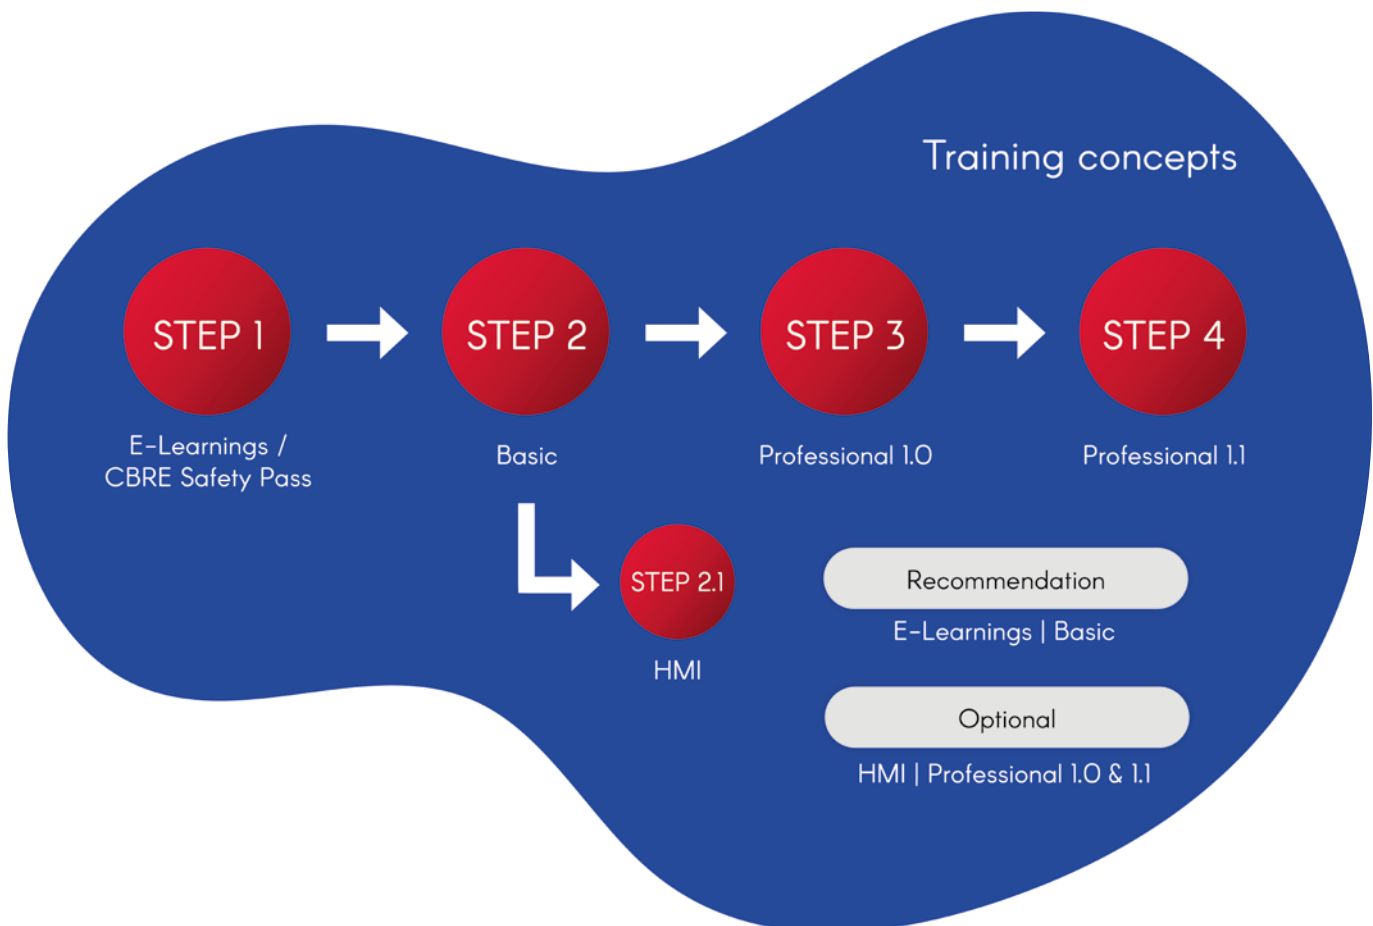 Training concepts
STEP 1
STEP 2
STEP 3
STEP 4
E-Learnings /
CBRE Safety Pass
Basic
Professional 1.0
Professional 1.1
STEP 2.1
HMI
Recommendation
E-Learnings | Basic
Optional
HMI | Professional 1.0 & 1.1